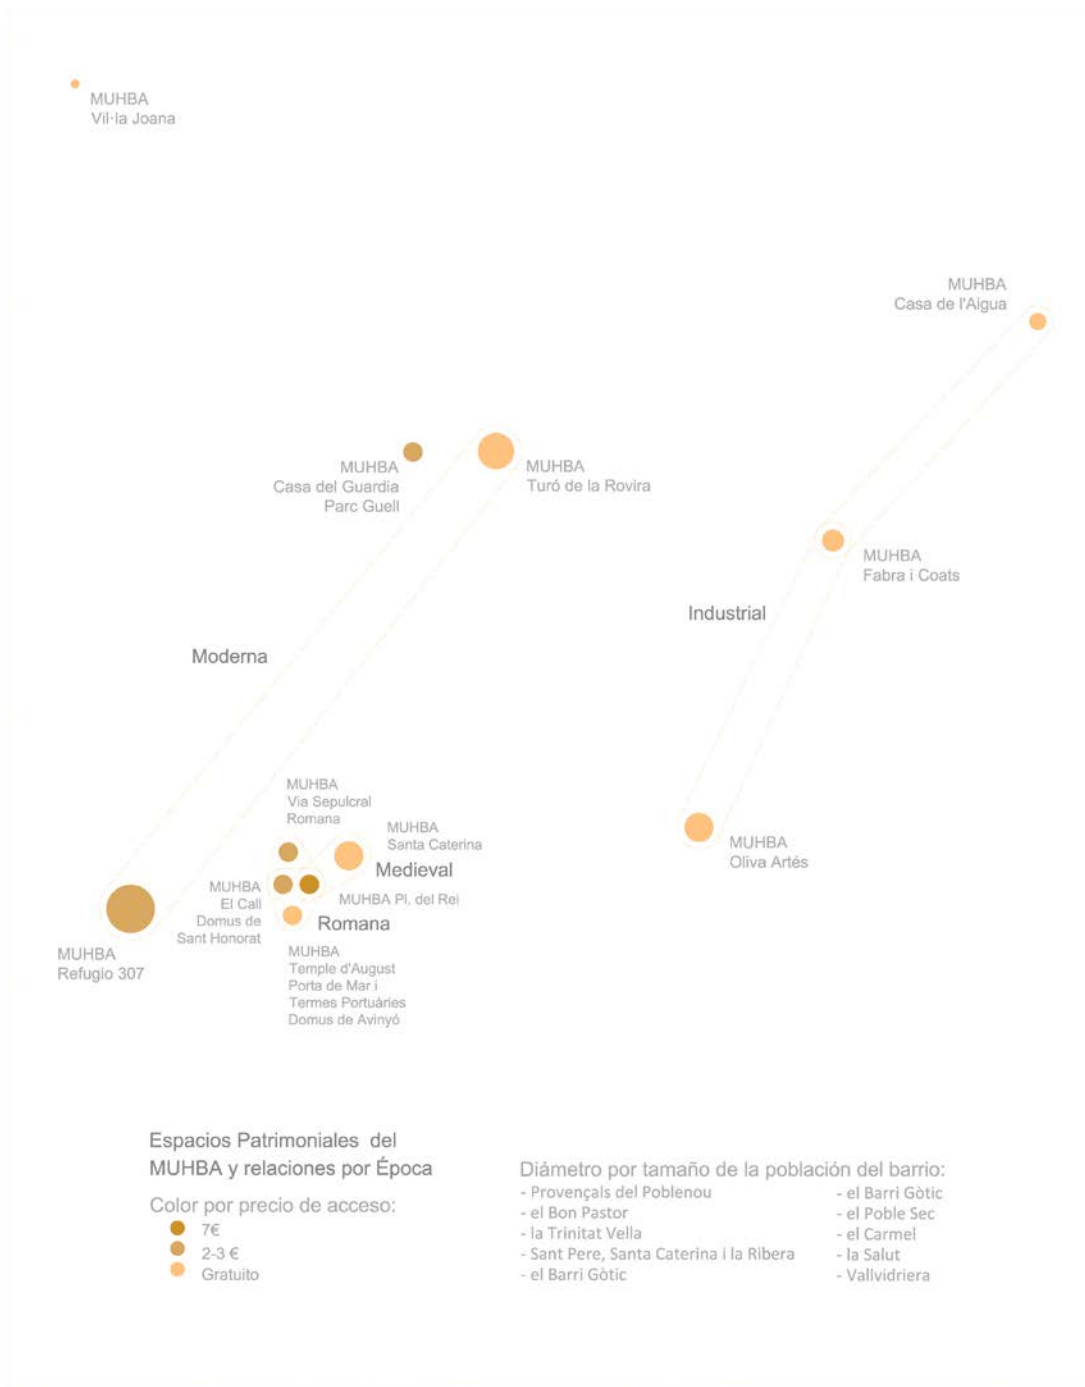 MUHBA
Vil·la Joana
MUHBA
Casa de l'Aigua
MUHBA
Casa del Guardia
Parc Guell
MUHBA
Turó de la Rovira
MUHBA
Fabra i Coats
Industrial
Moderna
MUHBA
Via Sepulcral
Romana
MUHBA
Santa Caterina
Medieval
MUHBA
El Call
Domus de
Sant Honorat
MUHBA Pl. del Rei
Romana
MUHBA
Oliva Artés
MUHBA
Refugio 307
MUHBA
Temple d'August
Porta de Mar i
Termes Portuàries
Domus de Avinyó
Espacios Patrimoniales del
MUHBA y relaciones por Época
Color por precio de acceso:
7€
2-3 €
Gratuito
Diámetro por tamaño de la población del barrio:
- Provençals del Poblenou
- el Bon Pastor
- la Trinitat Vella
- Sant Pere, Santa Caterina i la Ribera
- el Barri Gòtic
- el Barri Gòtic
- el Poble Sec
- el Carmel
- la Salut
- Vallvidriera